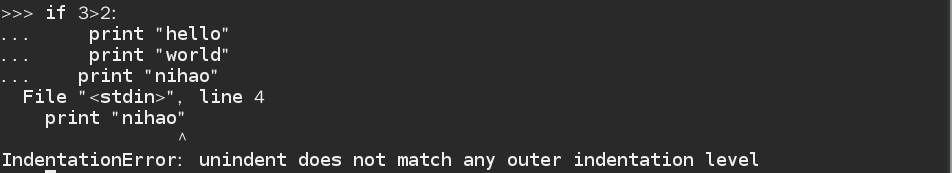 >>> if 3>2:
...     print "hello"
...     print "world"
...    print "nihao"
  File "<stdin>", line 4
    print "nihao"
                ^
IndentationError: unindent does not match any outer indentation level